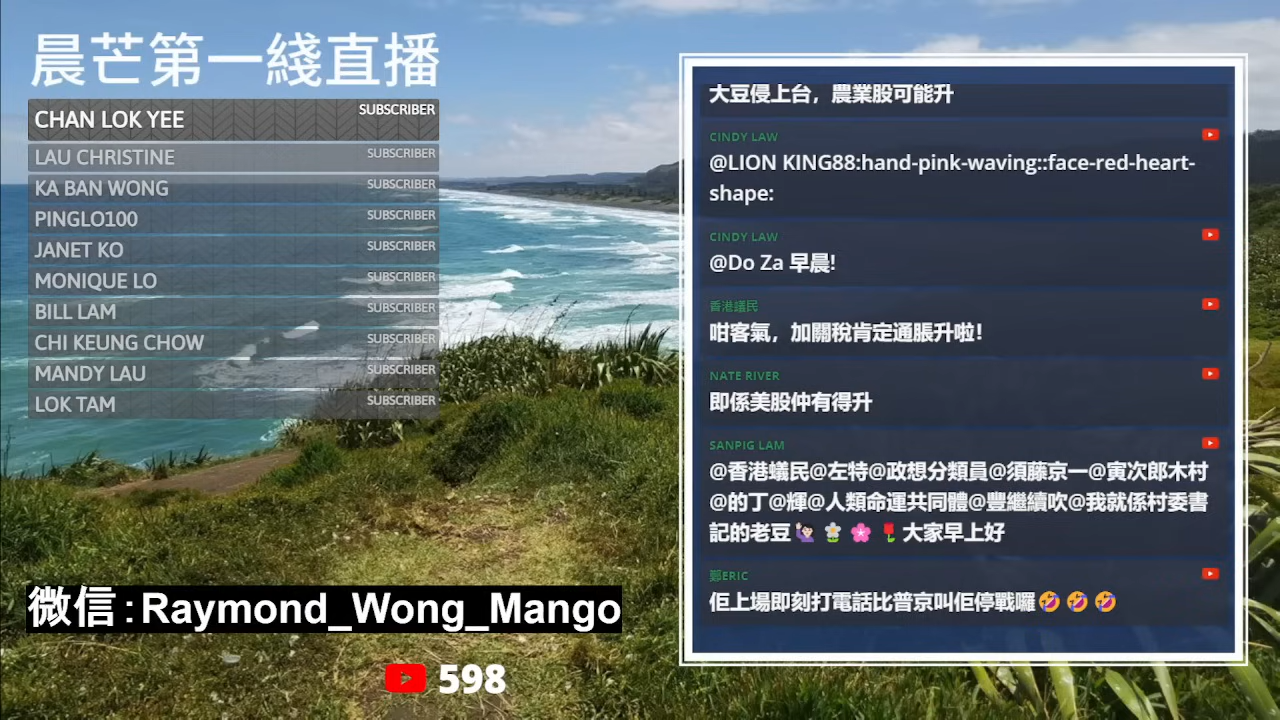 晨芒第一綫直播
CHAN LOK YEE SUBSCRIBER
LAU CHRISTINE SUBSCRIBER
KA BAN WONG SUBSCRIBER
PINGLO100 SUBSCRIBER
JANET KO SUBSCRIBER
MONIQUE LO SUBSCRIBER
BILL LAM SUBSCRIBER
CHI KEUNG CHOW SUBSCRIBER
MANDY LAU SUBSCRIBER
LOK TAM SUBSCRIBER
微信:Raymond_Wong_Mango
598
大豆侵上台，農業股可能升
CINDY LAW
@LION KING88:hand-pink-waving::face-red-heart-
shape:
CINDY LAW
@Do Za 早晨!
香港蟻民
咁客氣，加關稅肯定通脹升啦！
NATE RIVER
即係美股仲有得升
SANPIG LAM
@香港蟻民@左特@政想分類員@須藤京一@寅次郎木村
@的丁@輝@人類命運共同體@豐繼續吹@我就係村委書
記的老豆🙋🏻‍♀️🌼🌸🌹大家早上好
鄭ERIC
佢上場即刻打電話比普京叫佢停戰囉🤣🤣🤣